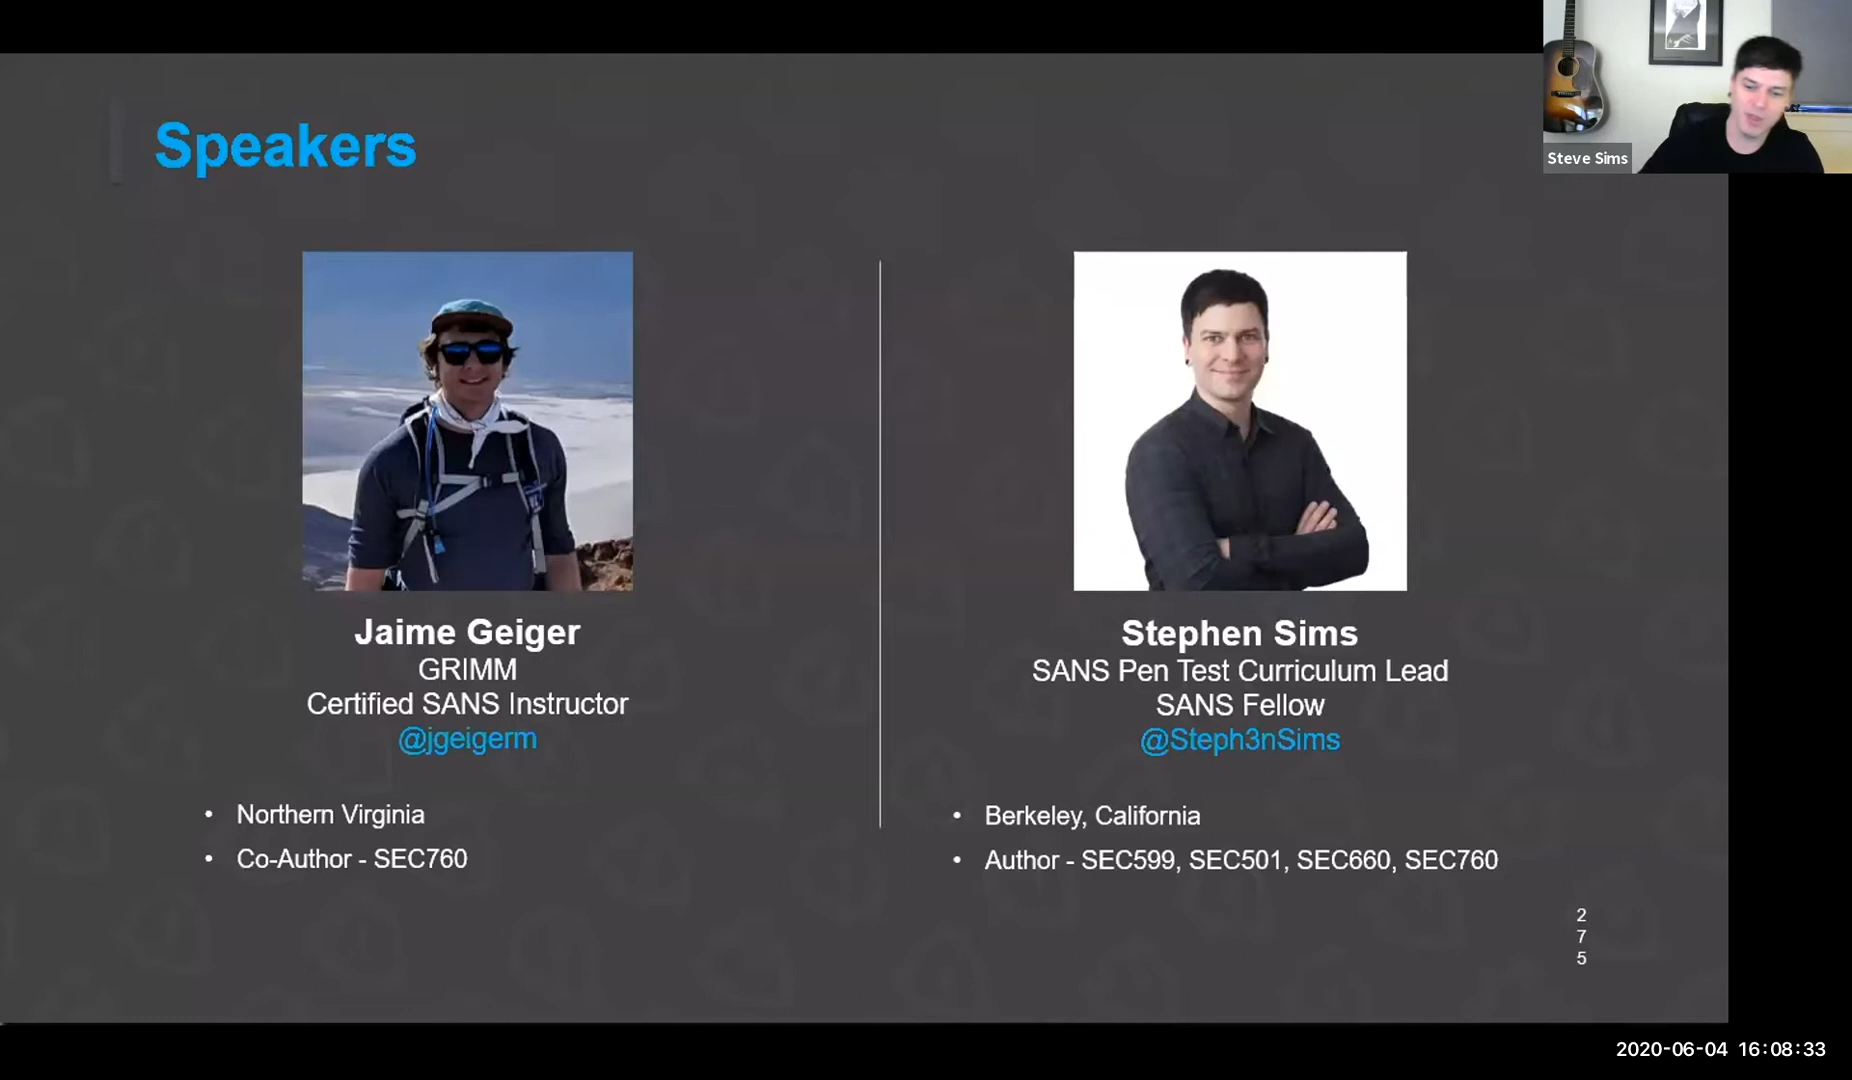 Speakers
Steve Sims
Jaime Geiger
GRIMM
Certified SANS Instructor
@jgeigerm
• Northern Virginia
• Co-Author - SEC760
Stephen Sims
SANS Pen Test Curriculum Lead
SANS Fellow
@Steph3nSims
• Berkeley, California
• Author - SEC599, SEC501, SEC660, SEC760
2
7
5
2020-06-04 16:08:33